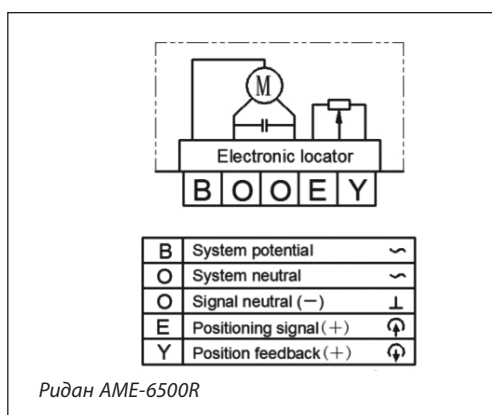 M
Electronic locator
B O O E Y
B System potential ~
O System neutral ~
O Signal neutral (—) ⊥
E Positioning signal (+)
Y Position feedback (+)
Ридан AME-6500R